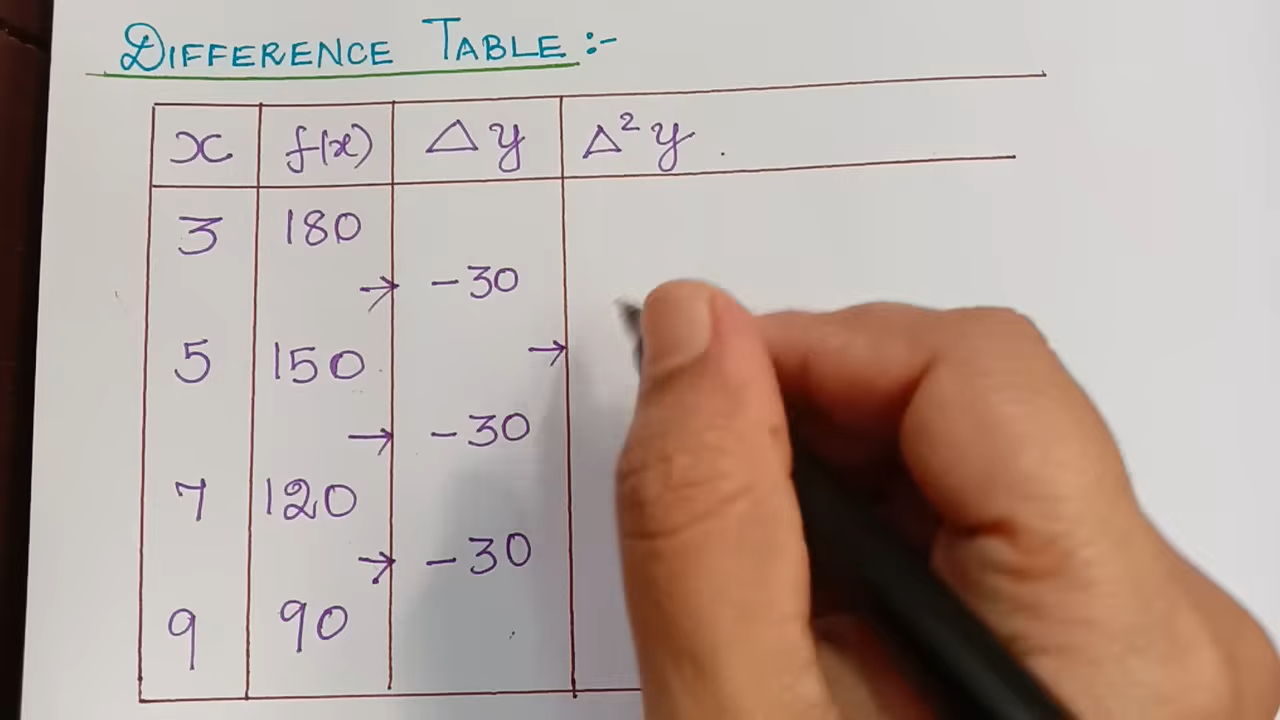 DIFFERENCE TABLE :-
x f(x) Δy Δ²y
3 180
→ -30
5 150 →
→ -30
7 120
→ -30
9 90